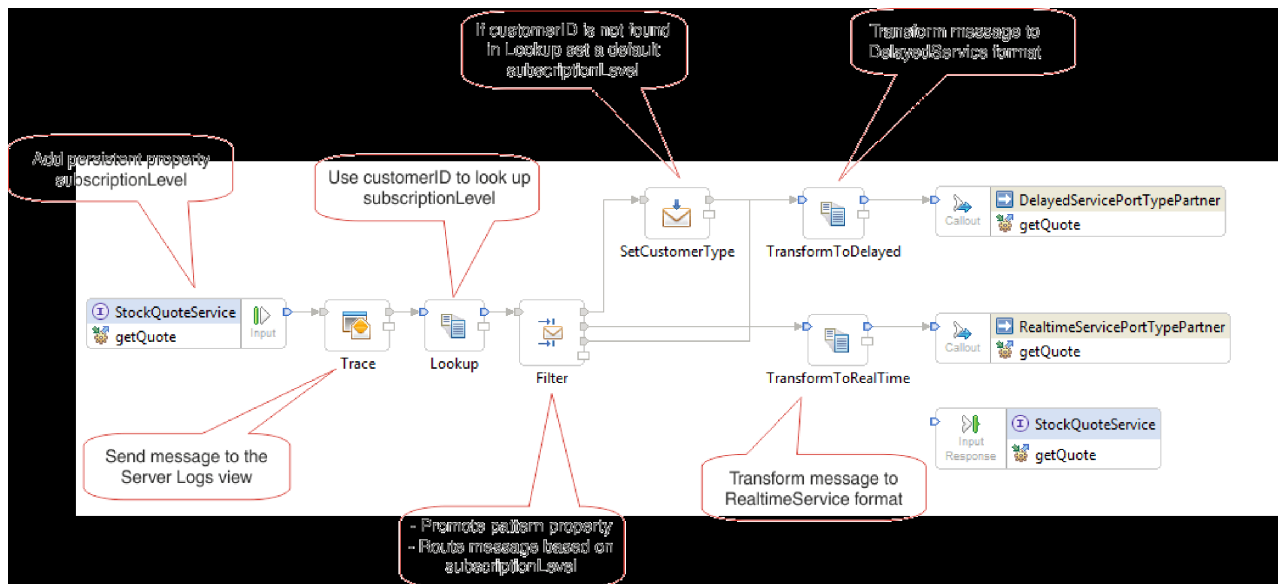 If customerID is not found
in Lookup set a default
subscriptionLevel
Transform message to
DelayedService format
Add persistent property
subscriptionLevel
Use customerID to look up
subscriptionLevel
SetCustomerType
TransformToDelayed
Callout
DelayedServicePortTypePartner
getQuote
StockQuoteService
getQuote
Input
Trace
Lookup
Filter
TransformToRealTime
Callout
RealtimeServicePortTypePartner
getQuote
Input
Response
StockQuoteService
getQuote
Send message to the
Server Logs view
Transform message to
RealtimeService format
- Promote pattern property
- Route message based on
subscriptionLevel